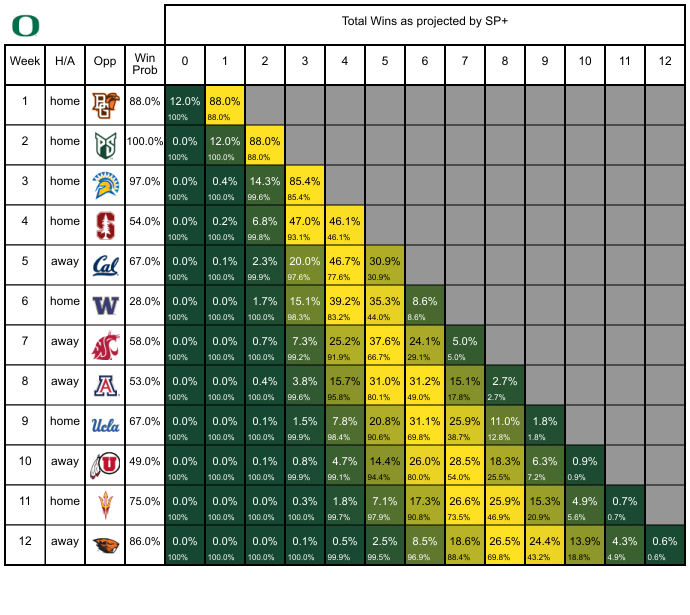 Total Wins as projected by SP+
Week H/A Opp Win Prob 0 1 2 3 4 5 6 7 8 9 10 11 12
1 home BG 88.0% 12.0% 88.0%
100% 88.0%
2 home PS 100.0% 0.0% 12.0% 88.0%
100% 100.0% 88.0%
3 home 97.0% 0.0% 0.4% 14.3% 85.4%
100% 100.0% 99.6% 85.4%
4 home S 54.0% 0.0% 0.2% 6.8% 47.0% 46.1%
100% 100.0% 99.8% 93.1% 46.1%
5 away Cal 67.0% 0.0% 0.1% 2.3% 20.0% 46.7% 30.9%
100% 100.0% 99.9% 97.6% 77.6% 30.9%
6 home W 28.0% 0.0% 0.0% 1.7% 15.1% 39.2% 35.3% 8.6%
100% 100.0% 100.0% 98.3% 83.2% 44.0% 8.6%
7 away 58.0% 0.0% 0.0% 0.7% 7.3% 25.2% 37.6% 24.1% 5.0%
100% 100.0% 100.0% 99.2% 91.9% 66.7% 29.1% 5.0%
8 away A 53.0% 0.0% 0.0% 0.4% 3.8% 15.7% 31.0% 31.2% 15.1% 2.7%
100% 100.0% 100.0% 99.6% 95.8% 80.1% 49.0% 17.8% 2.7%
9 home Ucla 67.0% 0.0% 0.0% 0.1% 1.5% 7.8% 20.8% 31.1% 25.9% 11.0% 1.8%
100% 100.0% 100.0% 99.9% 98.4% 90.6% 69.8% 38.7% 12.8% 1.8%
10 away U 49.0% 0.0% 0.0% 0.1% 0.8% 4.7% 14.4% 26.0% 28.5% 18.3% 6.3% 0.9%
100% 100.0% 100.0% 99.9% 99.1% 94.4% 80.0% 54.0% 25.5% 7.2% 0.9%
11 home 75.0% 0.0% 0.0% 0.0% 0.3% 1.8% 7.1% 17.3% 26.6% 25.9% 15.3% 4.9% 0.7%
100% 100.0% 100.0% 100.0% 99.7% 97.9% 90.8% 73.5% 46.9% 20.9% 5.6% 0.7%
12 away 86.0% 0.0% 0.0% 0.0% 0.1% 0.5% 2.5% 8.5% 18.6% 26.5% 24.4% 13.9% 4.3% 0.6%
100% 100.0% 100.0% 100.0% 99.9% 99.5% 96.9% 88.4% 69.8% 43.2% 18.8% 4.9% 0.6%